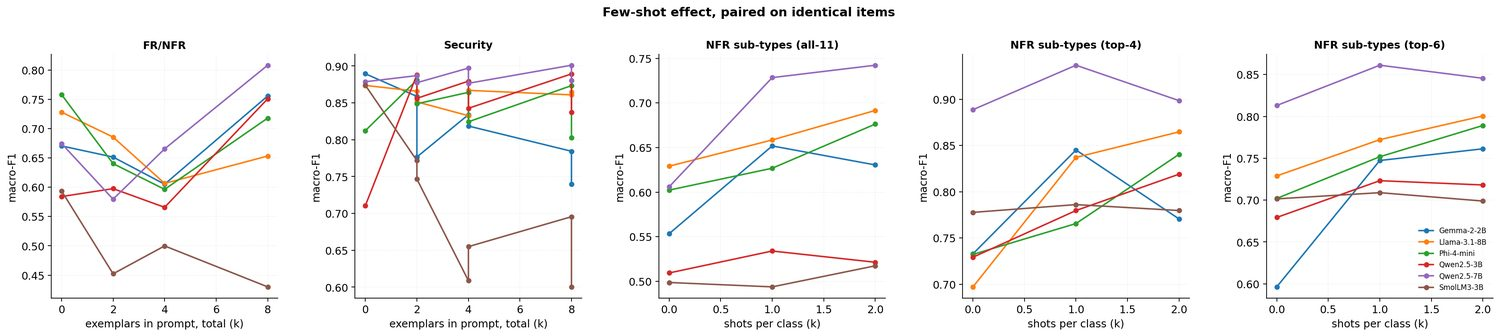 Few-shot effect, paired on identical items
FR/NFR
macro-F1
0.80
0.75
0.70
0.65
0.60
0.55
0.50
0.45
0 2 4 6 8
exemplars in prompt, total (k)
Security
macro-F1
0.90
0.85
0.80
0.75
0.70
0.65
0.60
0 2 4 6 8
exemplars in prompt, total (k)
NFR sub-types (all-11)
macro-F1
0.75
0.70
0.65
0.60
0.55
0.50
0.0 0.5 1.0 1.5 2.0
shots per class (k)
NFR sub-types (top-4)
macro-F1
0.90
0.85
0.80
0.75
0.70
0.0 0.5 1.0 1.5 2.0
shots per class (k)
NFR sub-types (top-6)
macro-F1
0.85
0.80
0.75
0.70
0.65
0.60
Gemma-2-2B
Llama-3.1-8B
Phi-4-mini
Qwen2.5-3B
Qwen2.5-7B
SmolLM3-3B
0.0 0.5 1.0 1.5 2.0
shots per class (k)